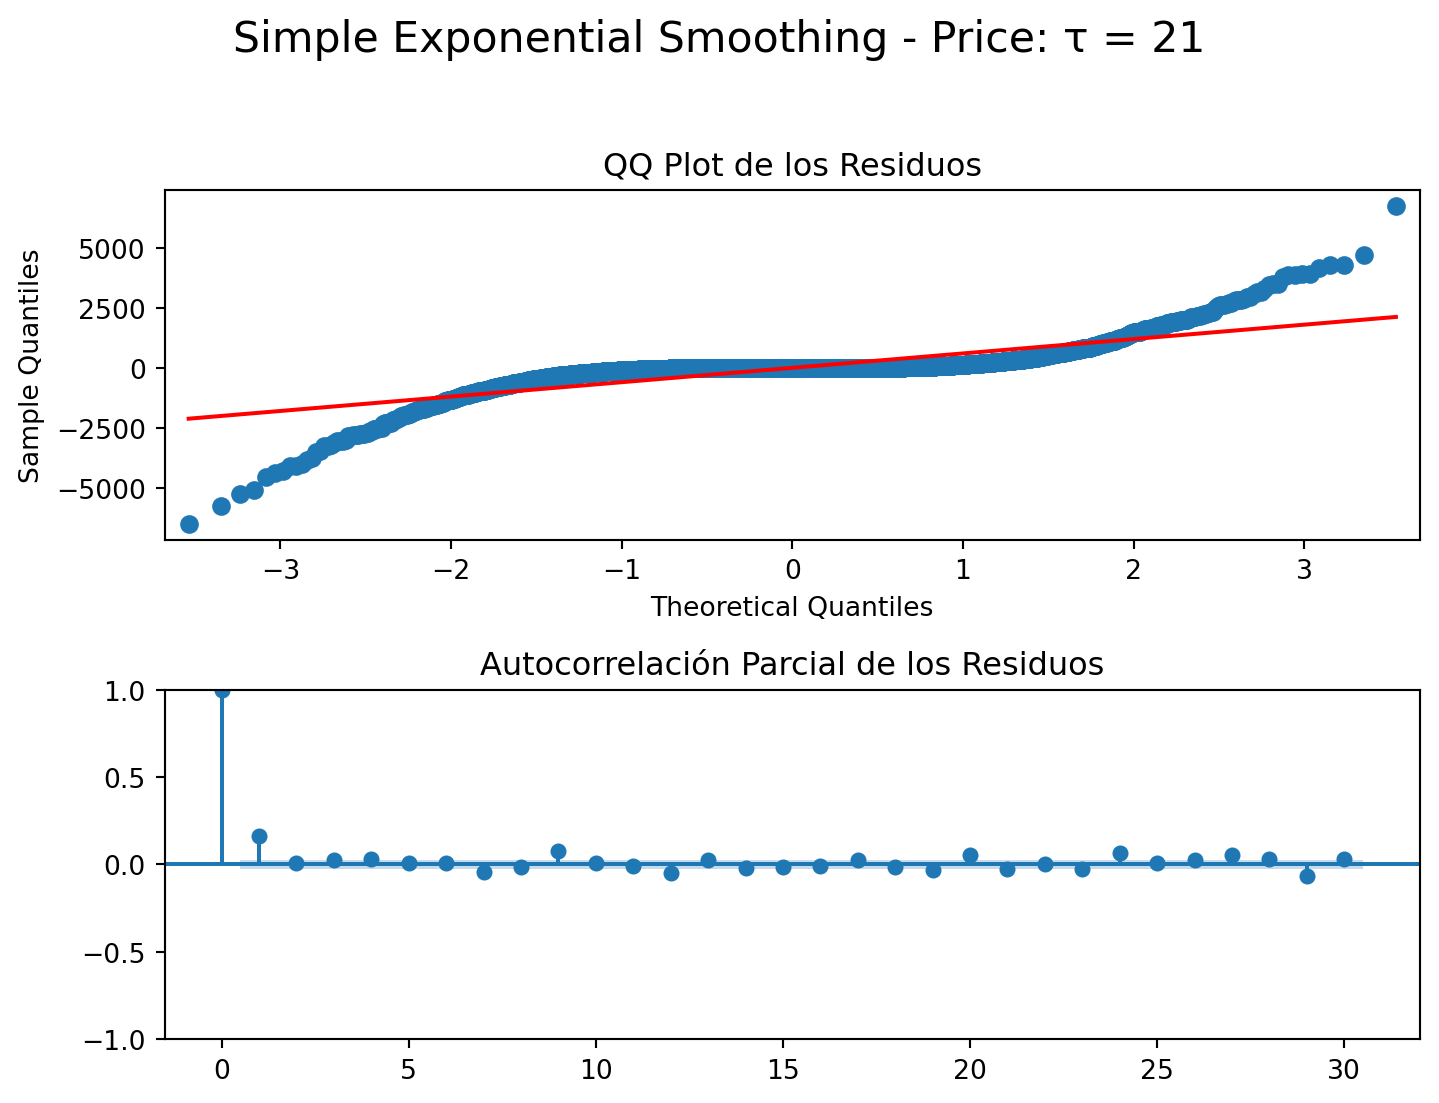 Simple Exponential Smoothing - Price: τ = 21
QQ Plot de los Residuos
Sample Quantiles
5000
2500
0
−2500
−5000
−3 −2 −1 0 1 2 3
Theoretical Quantiles
Autocorrelación Parcial de los Residuos
1.0
0.5
0.0
−0.5
−1.0
0 5 10 15 20 25 30